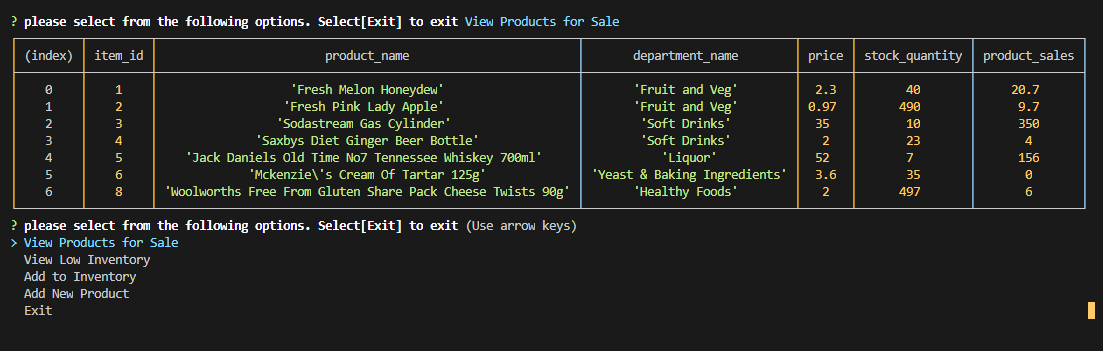 ? please select from the following options. Select[Exit] to exit View Products for Sale
(index) item_id product_name department_name price stock_quantity product_sales
0 1 'Fresh Melon Honeydew' 'Fruit and Veg' 2.3 40 20.7
1 2 'Fresh Pink Lady Apple' 'Fruit and Veg' 0.97 490 9.7
2 3 'Sodastream Gas Cylinder' 'Soft Drinks' 35 10 350
3 4 'Saxbys Diet Ginger Beer Bottle' 'Soft Drinks' 2 23 4
4 5 'Jack Daniels Old Time No7 Tennessee Whiskey 700ml' 'Liquor' 52 7 156
5 6 'Mckenzie\'s Cream Of Tartar 125g' 'Yeast & Baking Ingredients' 3.6 35 0
6 8 'Woolworths Free From Gluten Share Pack Cheese Twists 90g' 'Healthy Foods' 2 497 6
? please select from the following options. Select[Exit] to exit (Use arrow keys)
> View Products for Sale
View Low Inventory
Add to Inventory
Add New Product
Exit